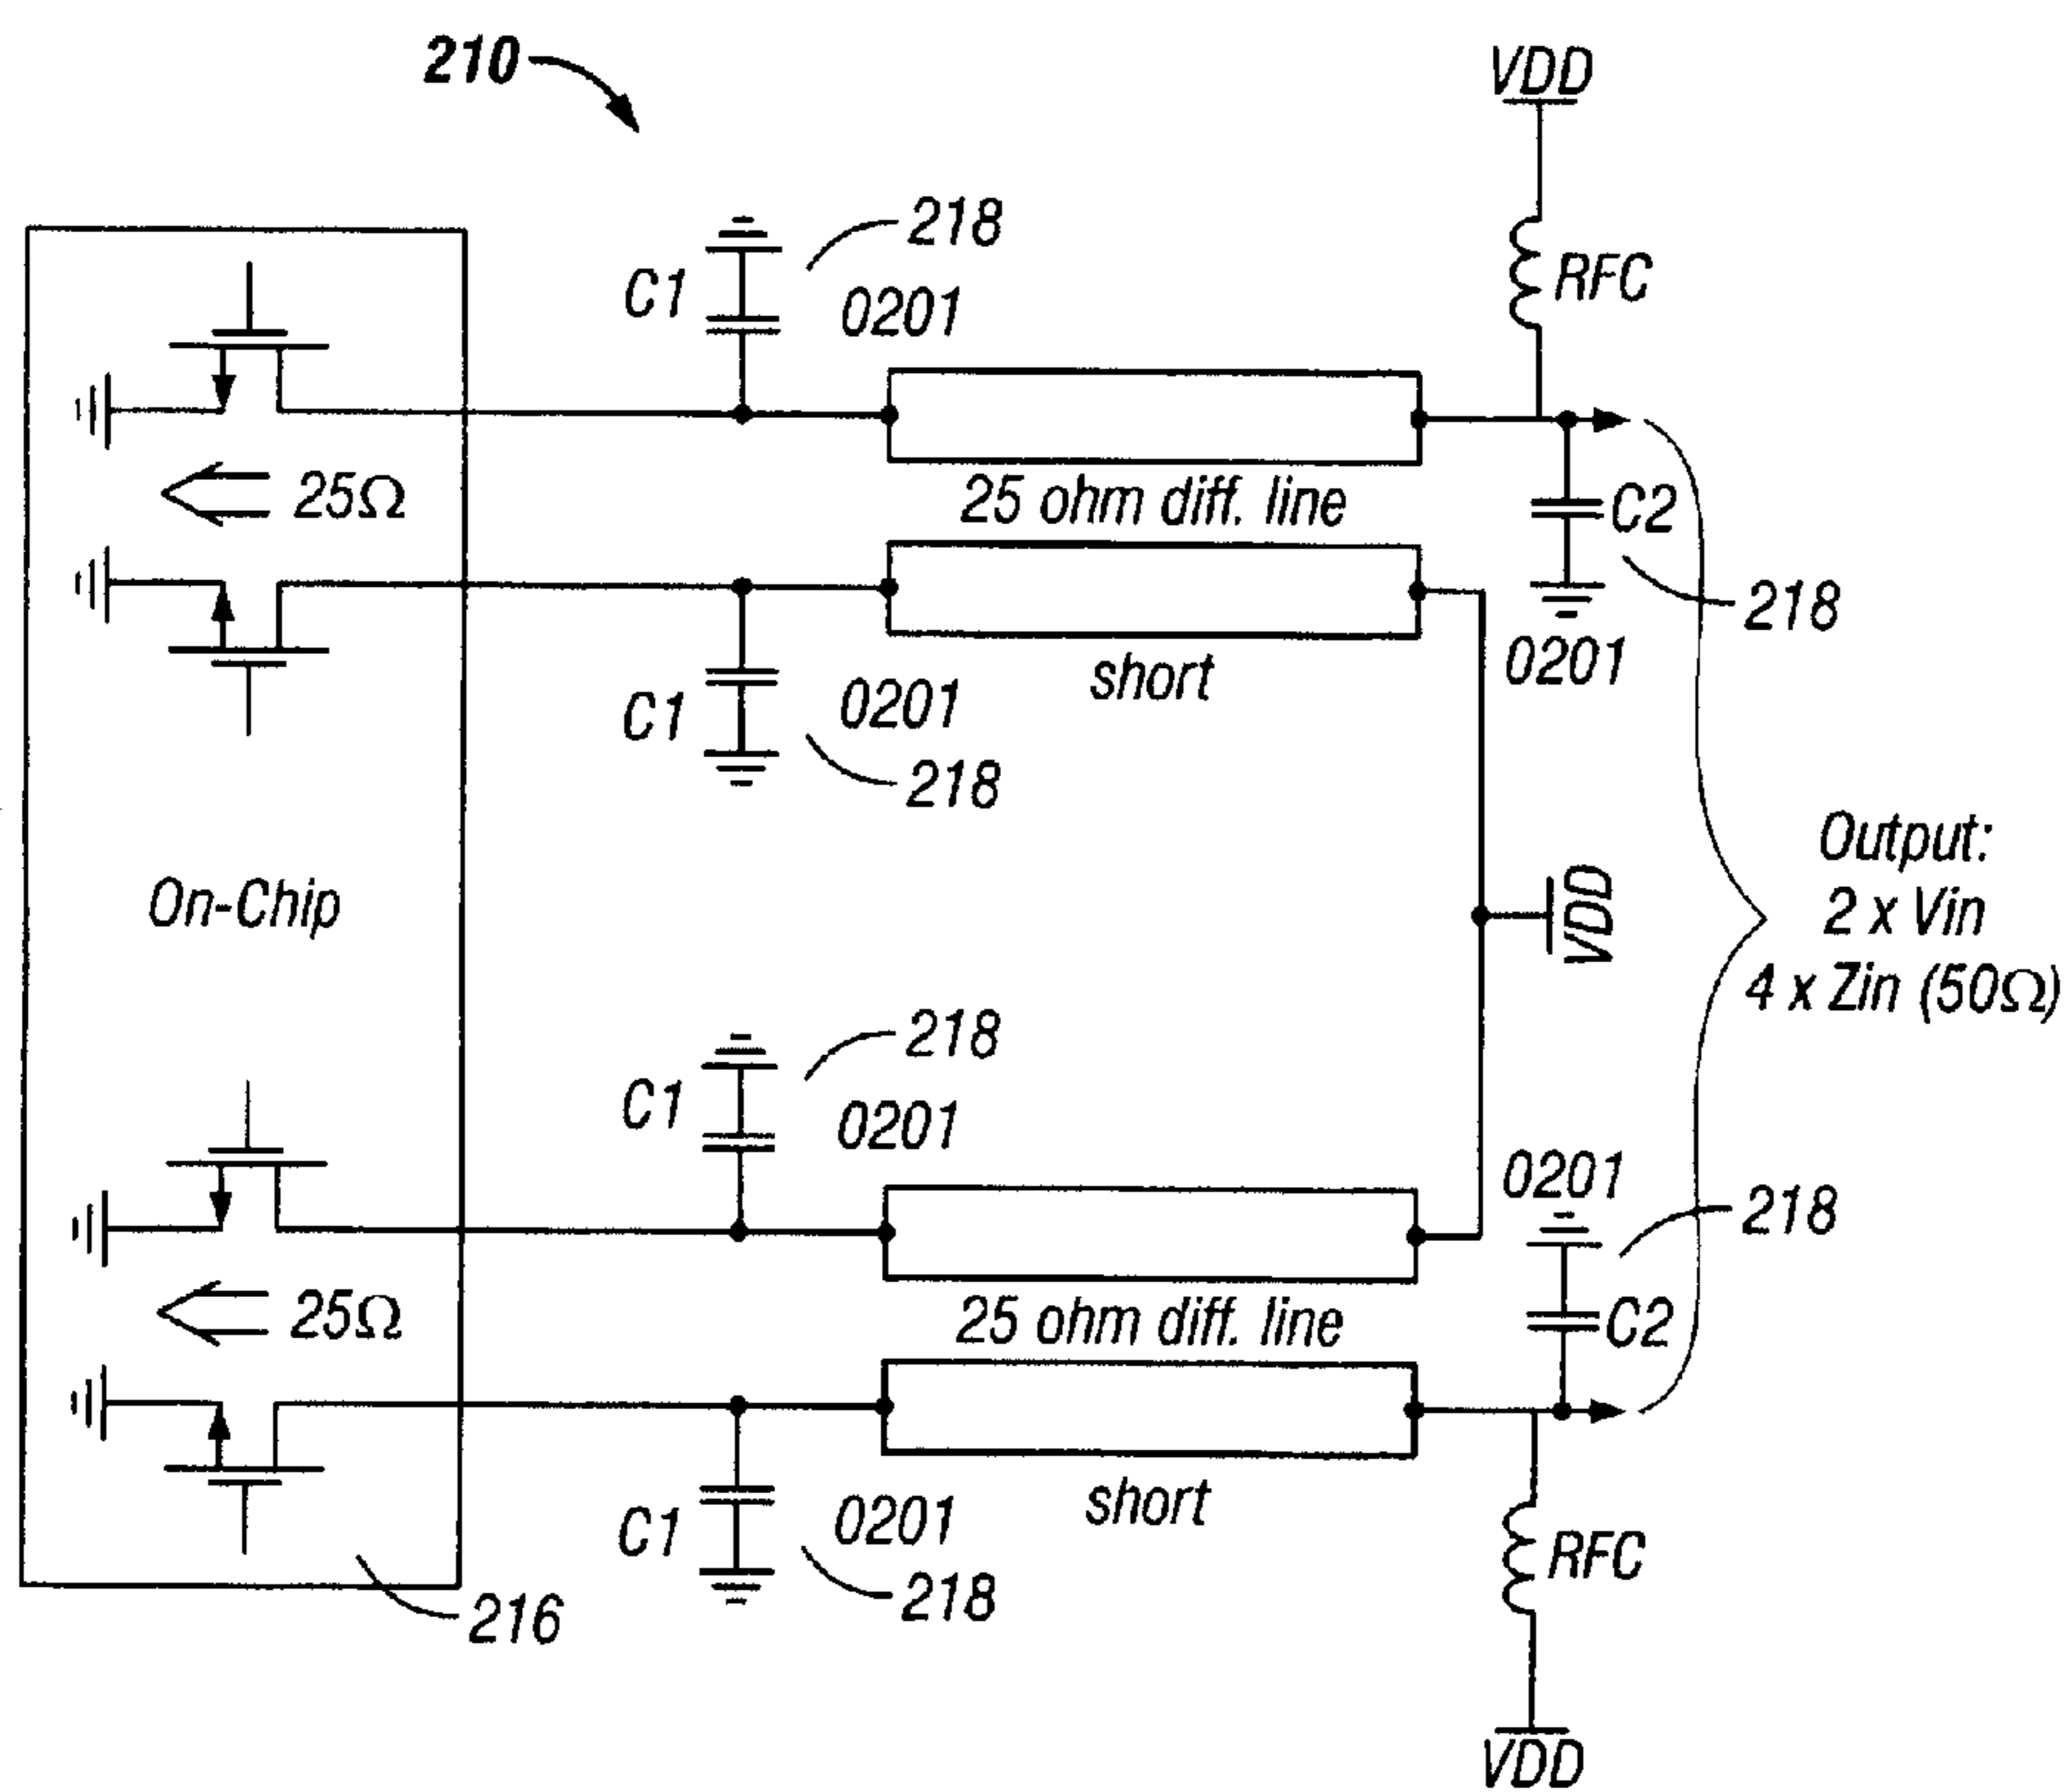 210
VDD
218
C1
0201
RFC
25Ω
25 ohm diff. line
C2
218
0201
short
C1
0201
218
On-Chip
VDD
Output:
2 x Vin
4 x Zin (50Ω)
218
C1
0201
0201
218
25Ω
25 ohm diff. line
C2
short
C1
0201
218
RFC
216
VDD